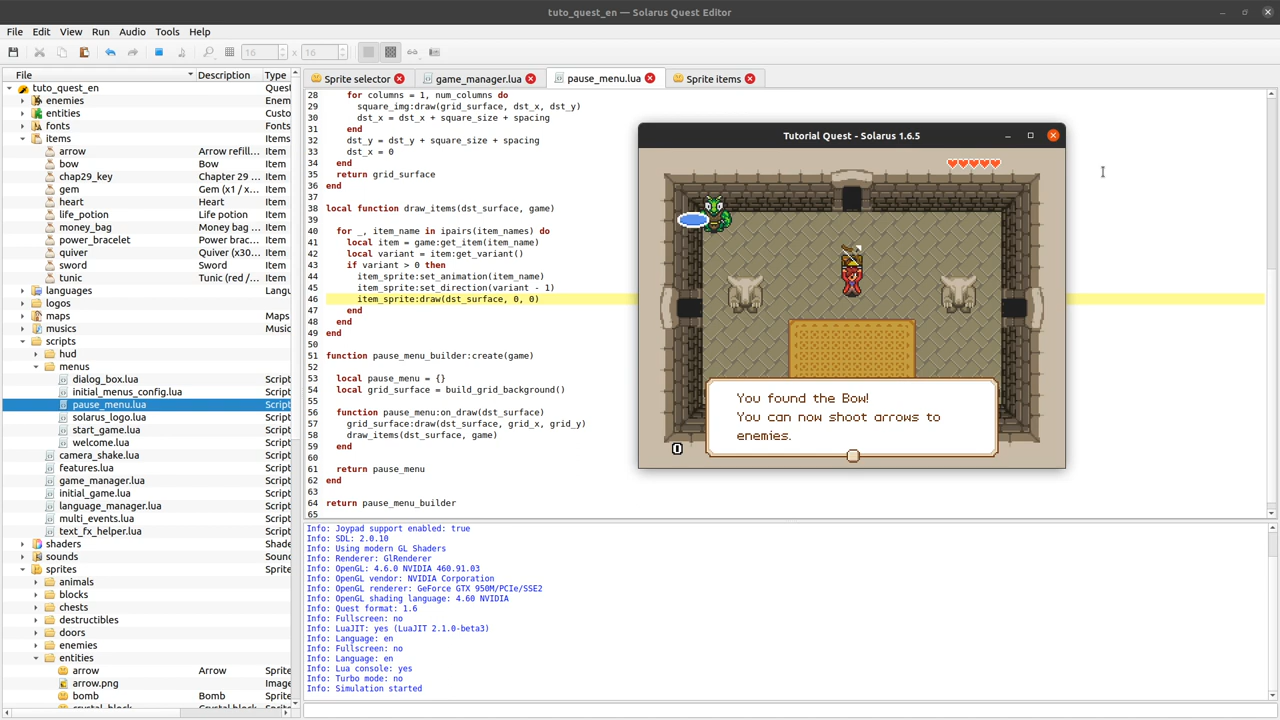 tuto_quest_en — Solarus Quest Editor
File Edit View Run Audio Tools Help
16 x 16
File Description Type
Sprite selector game_manager.lua pause_menu.lua Sprite items
tuto_quest_en Quest
enemies Enem
entities Custo
fonts Fonts
items Items
arrow Arrow refill... Item
bow Bow Item
chap29_key Chapter 29 ... Item
gem Gem (x1 / x... Item
heart Heart Item
life_potion Life potion Item
money_bag Money bag ... Item
power_bracelet Power brac... Item
quiver Quiver (x30... Item
sword Sword Item
tunic Tunic (red /... Item
languages Langu
logos
maps Maps
musics Music
scripts Scripts
hud
menus
dialog_box.lua Script
initial_menus_config.lua Script
pause_menu.lua Script
solarus_logo.lua Script
start_game.lua Script
welcome.lua Script
camera_shake.lua Script
features.lua Script
game_manager.lua Script
initial_game.lua Script
language_manager.lua Script
multi_events.lua Script
text_fx_helper.lua Script
shaders Shade
sounds Sound
sprites Sprite
animals
blocks
chests
destructibles
doors
enemies
entities
arrow Arrow Sprite
arrow.png Image
bomb Bomb Sprite
28 for columns = 1, num_columns do
29 square_img:draw(grid_surface, dst_x, dst_y)
30 dst_x = dst_x + square_size + spacing
31 end
32 dst_y = dst_y + square_size + spacing
33 dst_x = 0
34 end
35 return grid_surface
36 end
37
38 local function draw_items(dst_surface, game)
39
40 for _, item_name in ipairs(item_names) do
41 local item = game:get_item(item_name)
42 local variant = item:get_variant()
43 if variant > 0 then
44 item_sprite:set_animation(item_name)
45 item_sprite:set_direction(variant - 1)
46 item_sprite:draw(dst_surface, 0, 0)
47 end
48 end
49 end
50
51 function pause_menu_builder:create(game)
52
53 local pause_menu = {}
54 local grid_surface = build_grid_background()
55
56 function pause_menu:on_draw(dst_surface)
57 grid_surface:draw(dst_surface, grid_x, grid_y)
58 draw_items(dst_surface, game)
59 end
60
61 return pause_menu
62 end
63
64 return pause_menu_builder
65
Tutorial Quest - Solarus 1.6.5
You found the Bow!
You can now shoot arrows to
enemies.
0
Info: Joypad support enabled: true
Info: SDL: 2.0.10
Info: Using modern GL Shaders
Info: Renderer: GlRenderer
Info: OpenGL: 4.6.0 NVIDIA 460.91.03
Info: OpenGL vendor: NVIDIA Corporation
Info: OpenGL renderer: GeForce GTX 950M/PCIe/SSE2
Info: OpenGL shading language: 4.60 NVIDIA
Info: Quest format: 1.6
Info: Fullscreen: no
Info: LuaJIT: yes (LuaJIT 2.1.0-beta3)
Info: Language: en
Info: Fullscreen: no
Info: Language: en
Info: Lua console: yes
Info: Turbo mode: no
Info: Simulation started